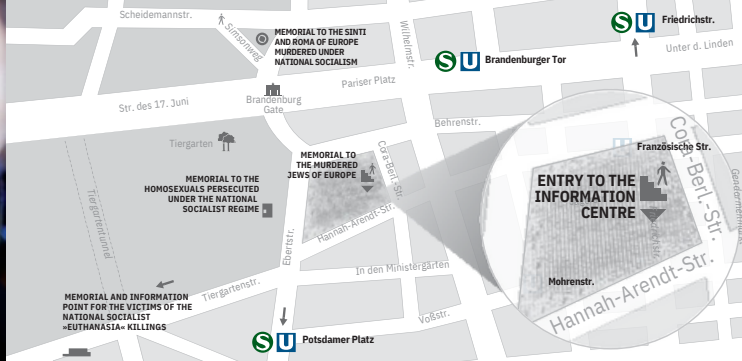 Scheidemannstr.
Simsonweg
MEMORIAL TO THE SINTI
AND ROMA OF EUROPE
MURDERED UNDER
NATIONAL SOCIALISM
Wilhelmstr.
S U Friedrichstr.
Unter d. Linden
S U Brandenburger Tor
Pariser Platz
Str. des 17. Juni
Brandenburg
Gate
Behrenstr.
Tiergarten
MEMORIAL TO
THE MURDERED
JEWS OF EUROPE
Cora-Berl.-Str.
Französische Str.
Cora-Berl.-Str.
MEMORIAL TO THE
HOMOSEXUALS PERSECUTED
UNDER THE NATIONAL
SOCIALIST REGIME
ENTRY TO THE
INFORMATION
CENTRE
Tiergartentunnel
Ebertstr.
Hannah-Arendt-Str.
In den Ministergärten
Mohrenstr.
Hannah-Arendt-Str.
Tiergartenstr.
MEMORIAL AND INFORMATION
POINT FOR THE VICTIMS OF THE
NATIONAL SOCIALIST
»EUTHANASIA« KILLINGS
Voßstr.
S U Potsdamer Platz